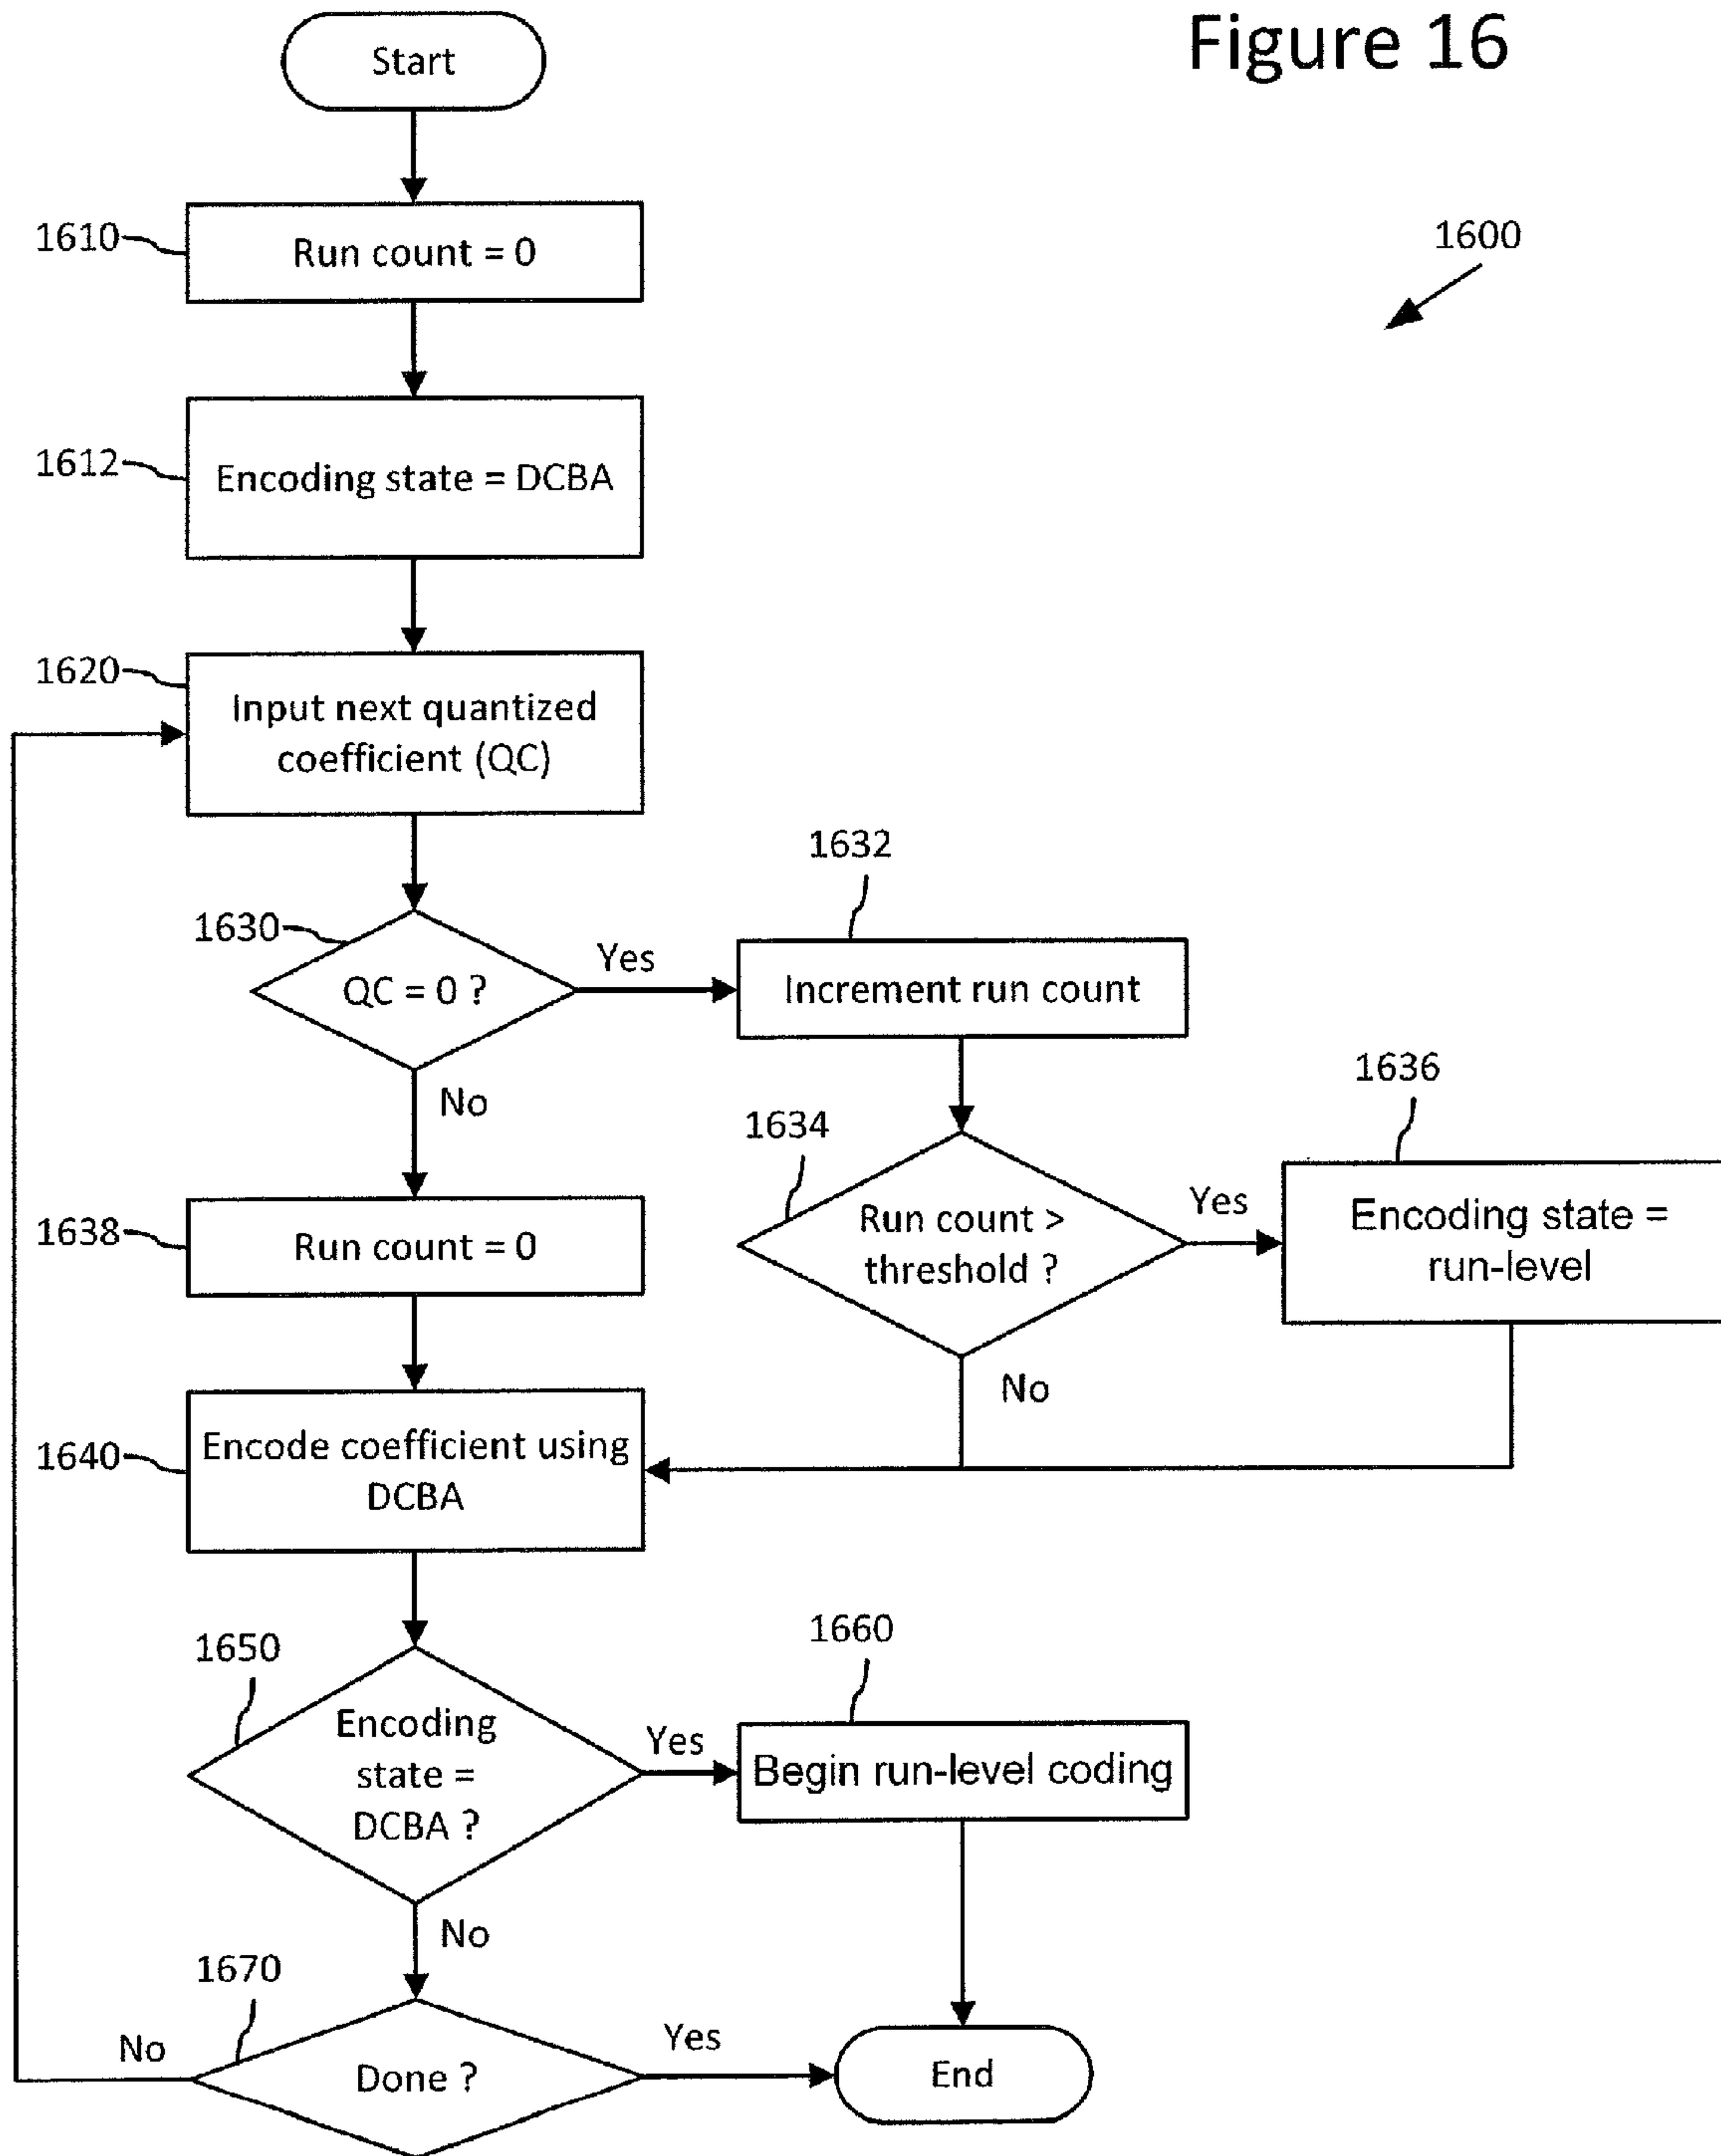 Figure 16
Start
1610
Run count = 0
1600
1612
Encoding state = DCBA
1620
Input next quantized
coefficient (QC)
1630
QC = 0 ?
Yes
No
1632
Increment run count
1634
Run count >
threshold ?
Yes
No
1636
Encoding state =
run-level
1638
Run count = 0
1640
Encode coefficient using
DCBA
1650
Encoding
state =
DCBA ?
Yes
No
1660
Begin run-level coding
1670
Done ?
No
Yes
End